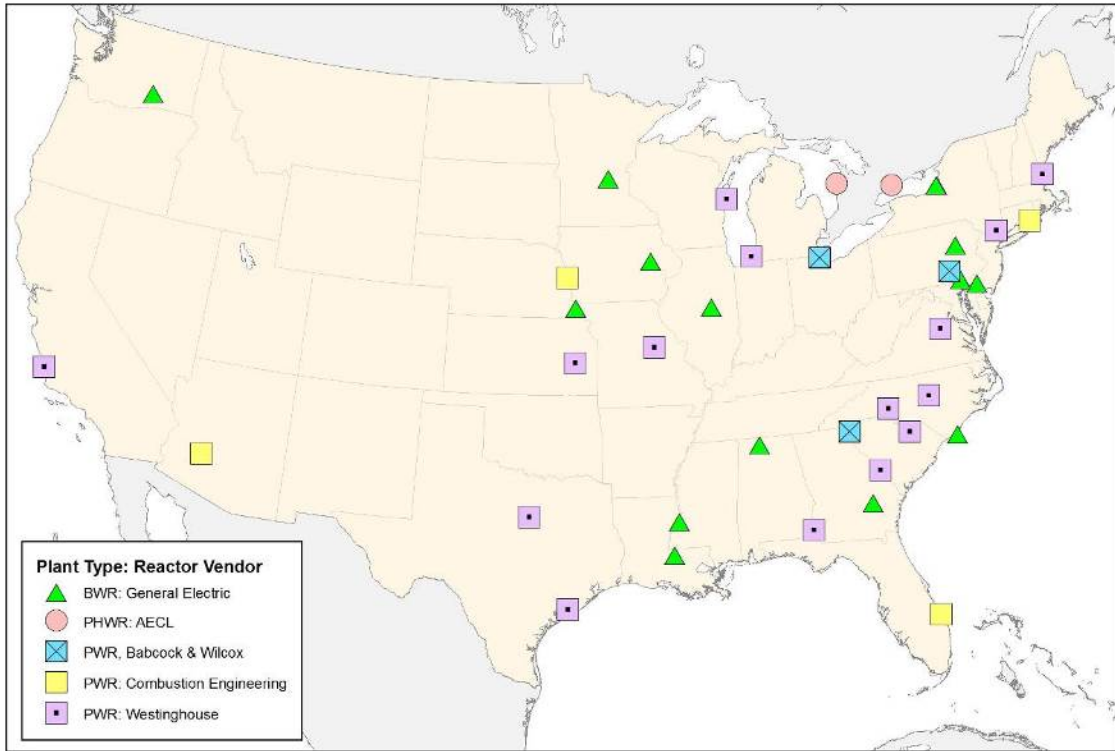 Plant Type: Reactor Vendor
BWR: General Electric
PHWR: AECL
PWR, Babcock & Wilcox
PWR: Combustion Engineering
PWR: Westinghouse